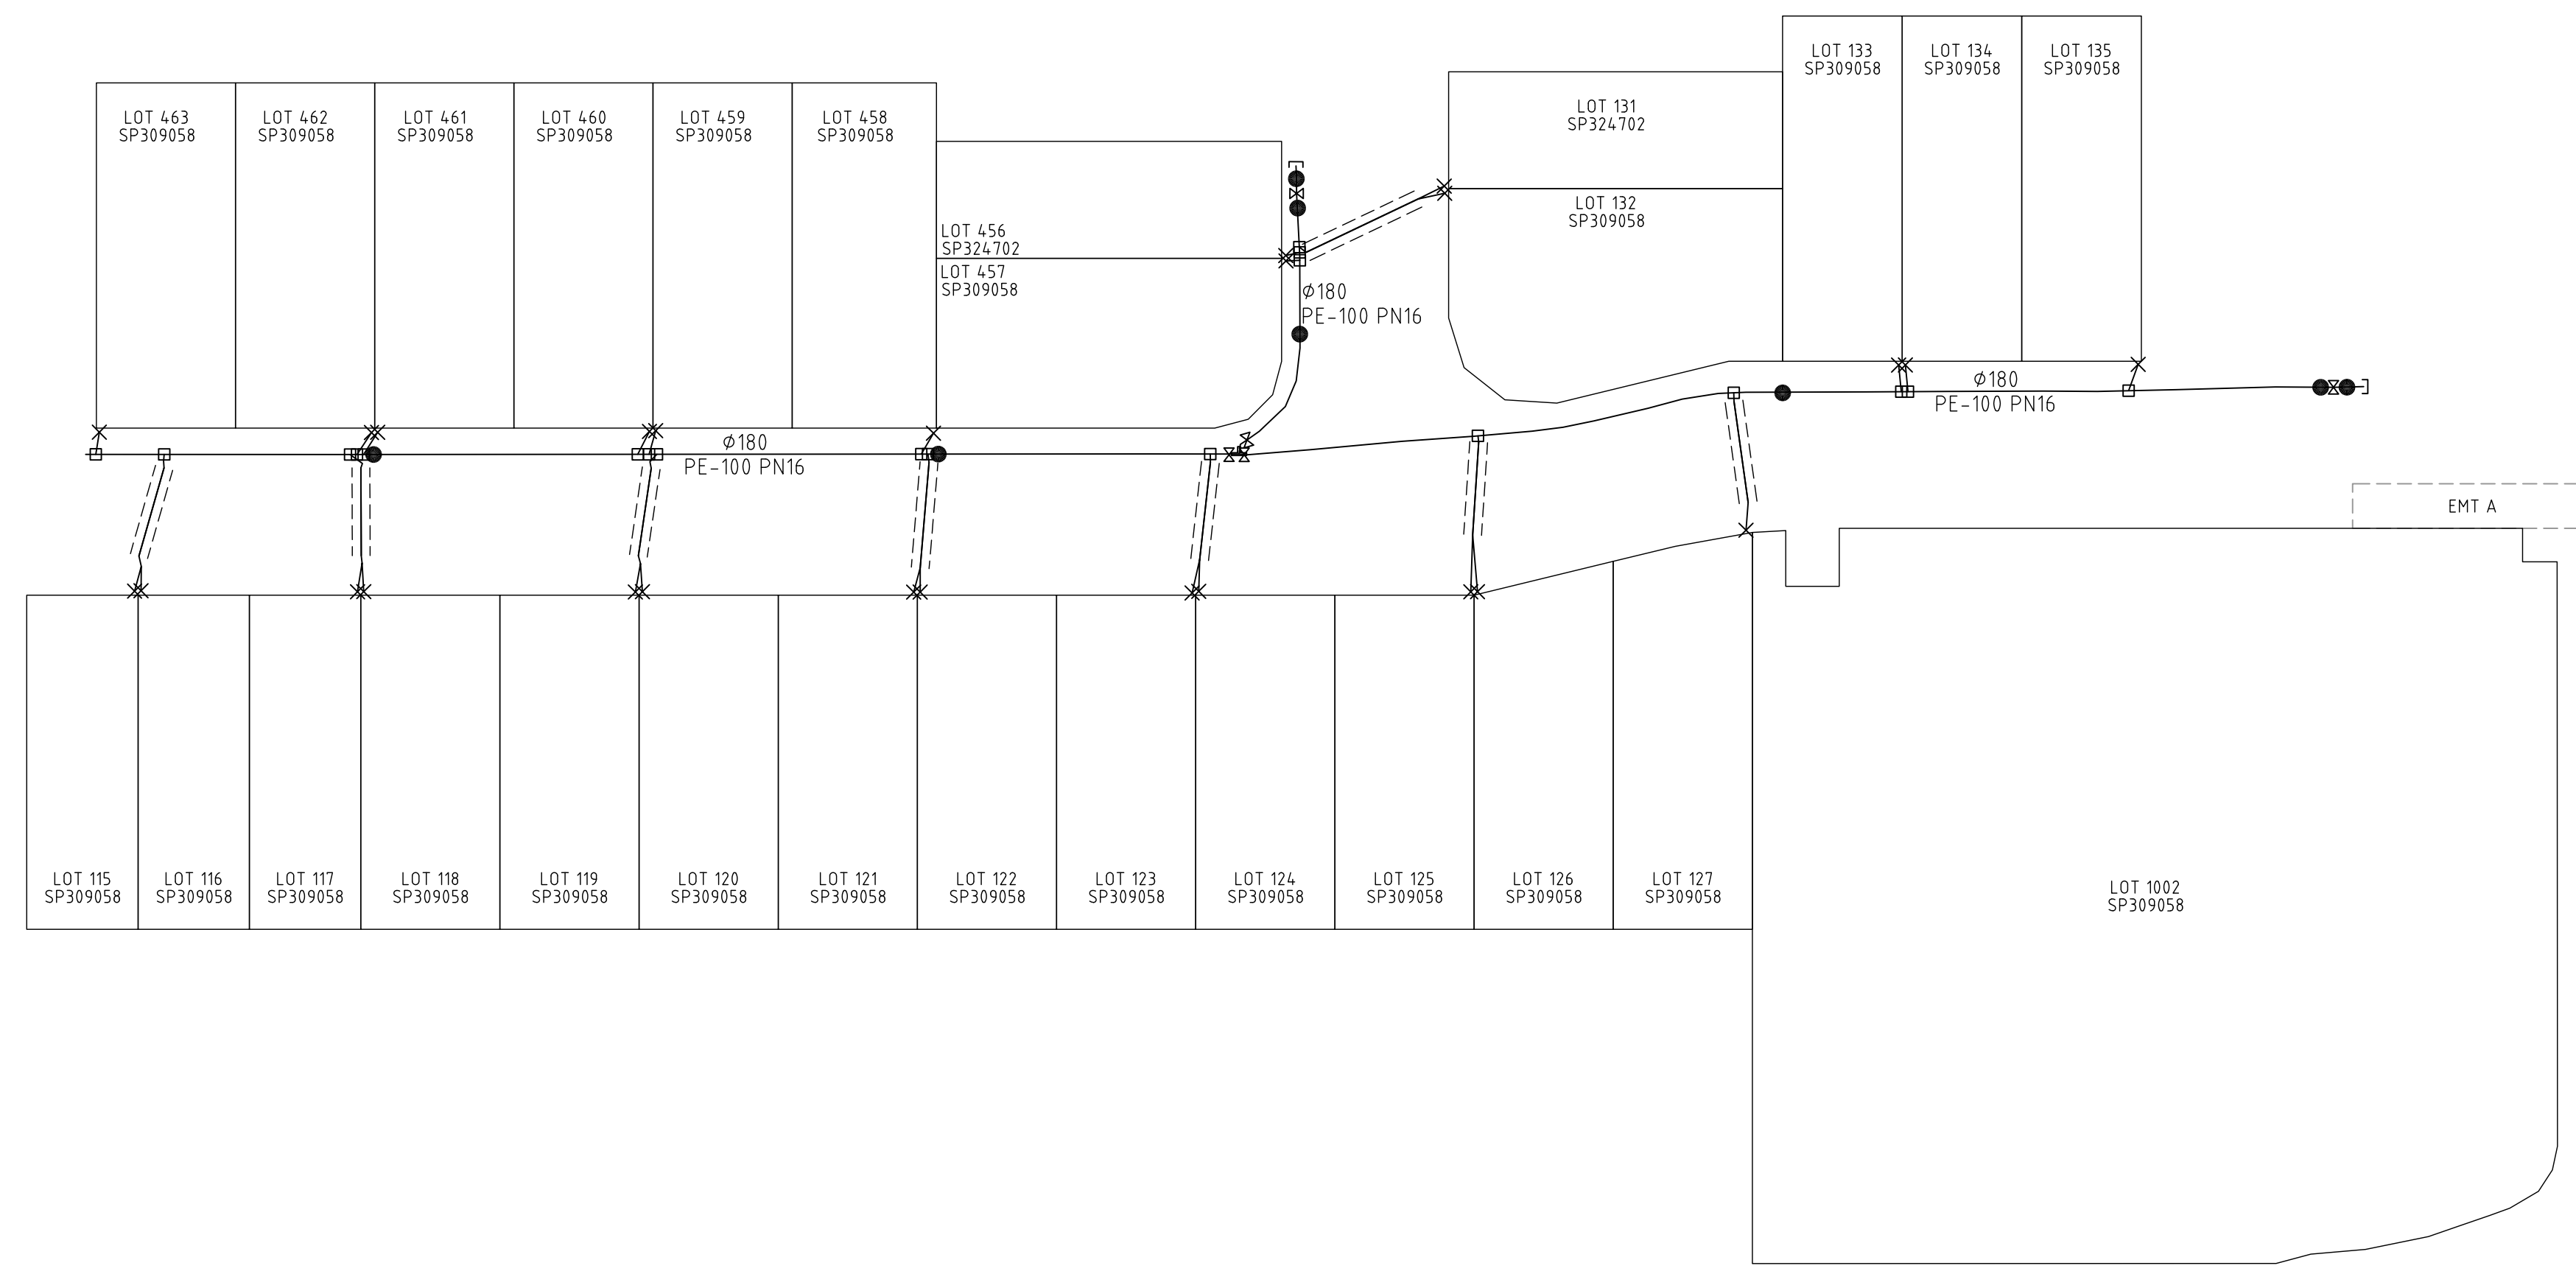 LOT 133
SP309058
LOT 134
SP309058
LOT 135
SP309058
LOT 131
SP324702
LOT 132
SP309058
LOT 463
SP309058
LOT 462
SP309058
LOT 461
SP309058
LOT 460
SP309058
LOT 459
SP309058
LOT 458
SP309058
LOT 456
SP324702
LOT 457
SP309058
Ø180
PE-100 PN16
Ø180
PE-100 PN16
Ø180
PE-100 PN16
EMT A
LOT 115
SP309058
LOT 116
SP309058
LOT 117
SP309058
LOT 118
SP309058
LOT 119
SP309058
LOT 120
SP309058
LOT 121
SP309058
LOT 122
SP309058
LOT 123
SP309058
LOT 124
SP309058
LOT 125
SP309058
LOT 126
SP309058
LOT 127
SP309058
LOT 1002
SP309058